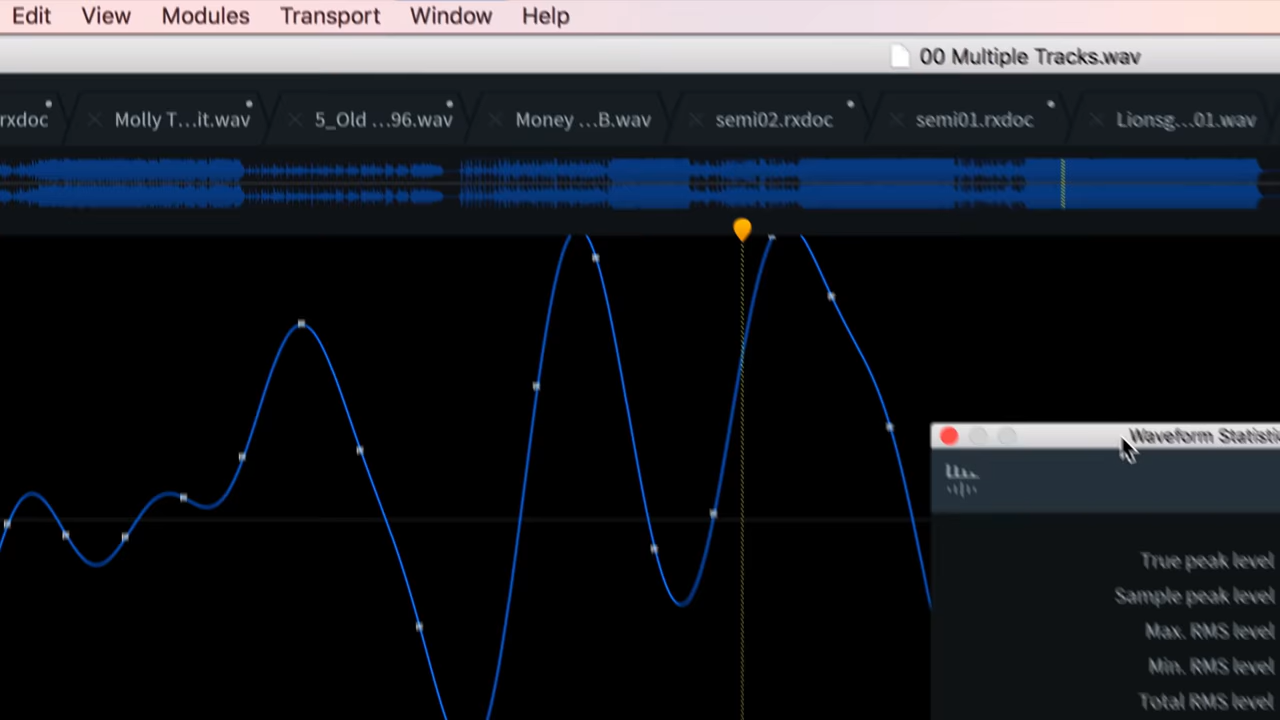 Edit View Modules Transport Window Help
00 Multiple Tracks.wav
rxdoc Molly T...it.wav 5_Old ...96.wav Money ...B.wav semi02.rxdoc semi01.rxdoc Lionsg...01.wav
Waveform Statisti
True peak level
Sample peak level
Max. RMS level
Min. RMS level
Total RMS level